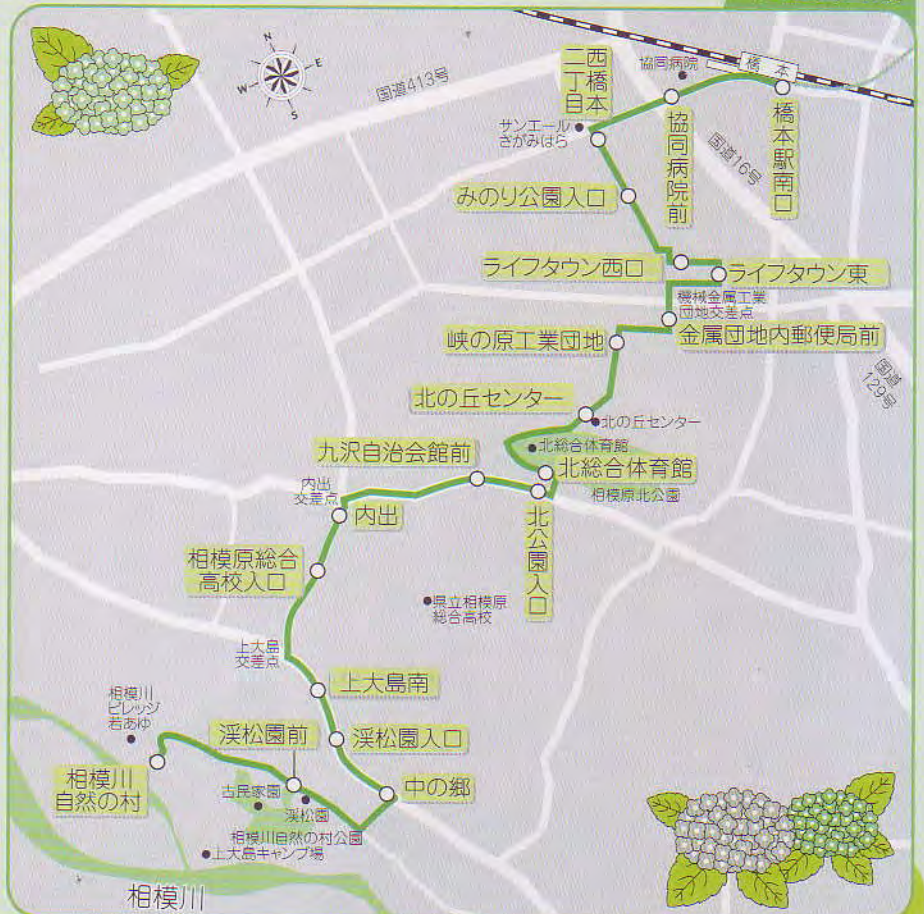 N
E
W
S
国道413号
西橋本
二丁目
協同病院
橋本
サンエール
さがみはら
協同病院前
国道16号
橋本駅南口
みのり公園入口
ライフタウン西口
ライフタウン東
機械金属工業
団地交差点
金属団地内郵便局前
峡の原工業団地
国道
129号
北の丘センター
北の丘センター
北総合体育館
九沢自治会館前
北総合体育館
相模原北公園
内出
交差点
内出
北公園入口
相模原総合
高校入口
県立相模原
総合高校
上大島
交差点
上大島南
相模川
ビレッジ
若あゆ
渓松園前
渓松園入口
相模川
自然の村
中の郷
古民家園
渓松園
相模川自然の村公園
上大島キャンプ場
相模川